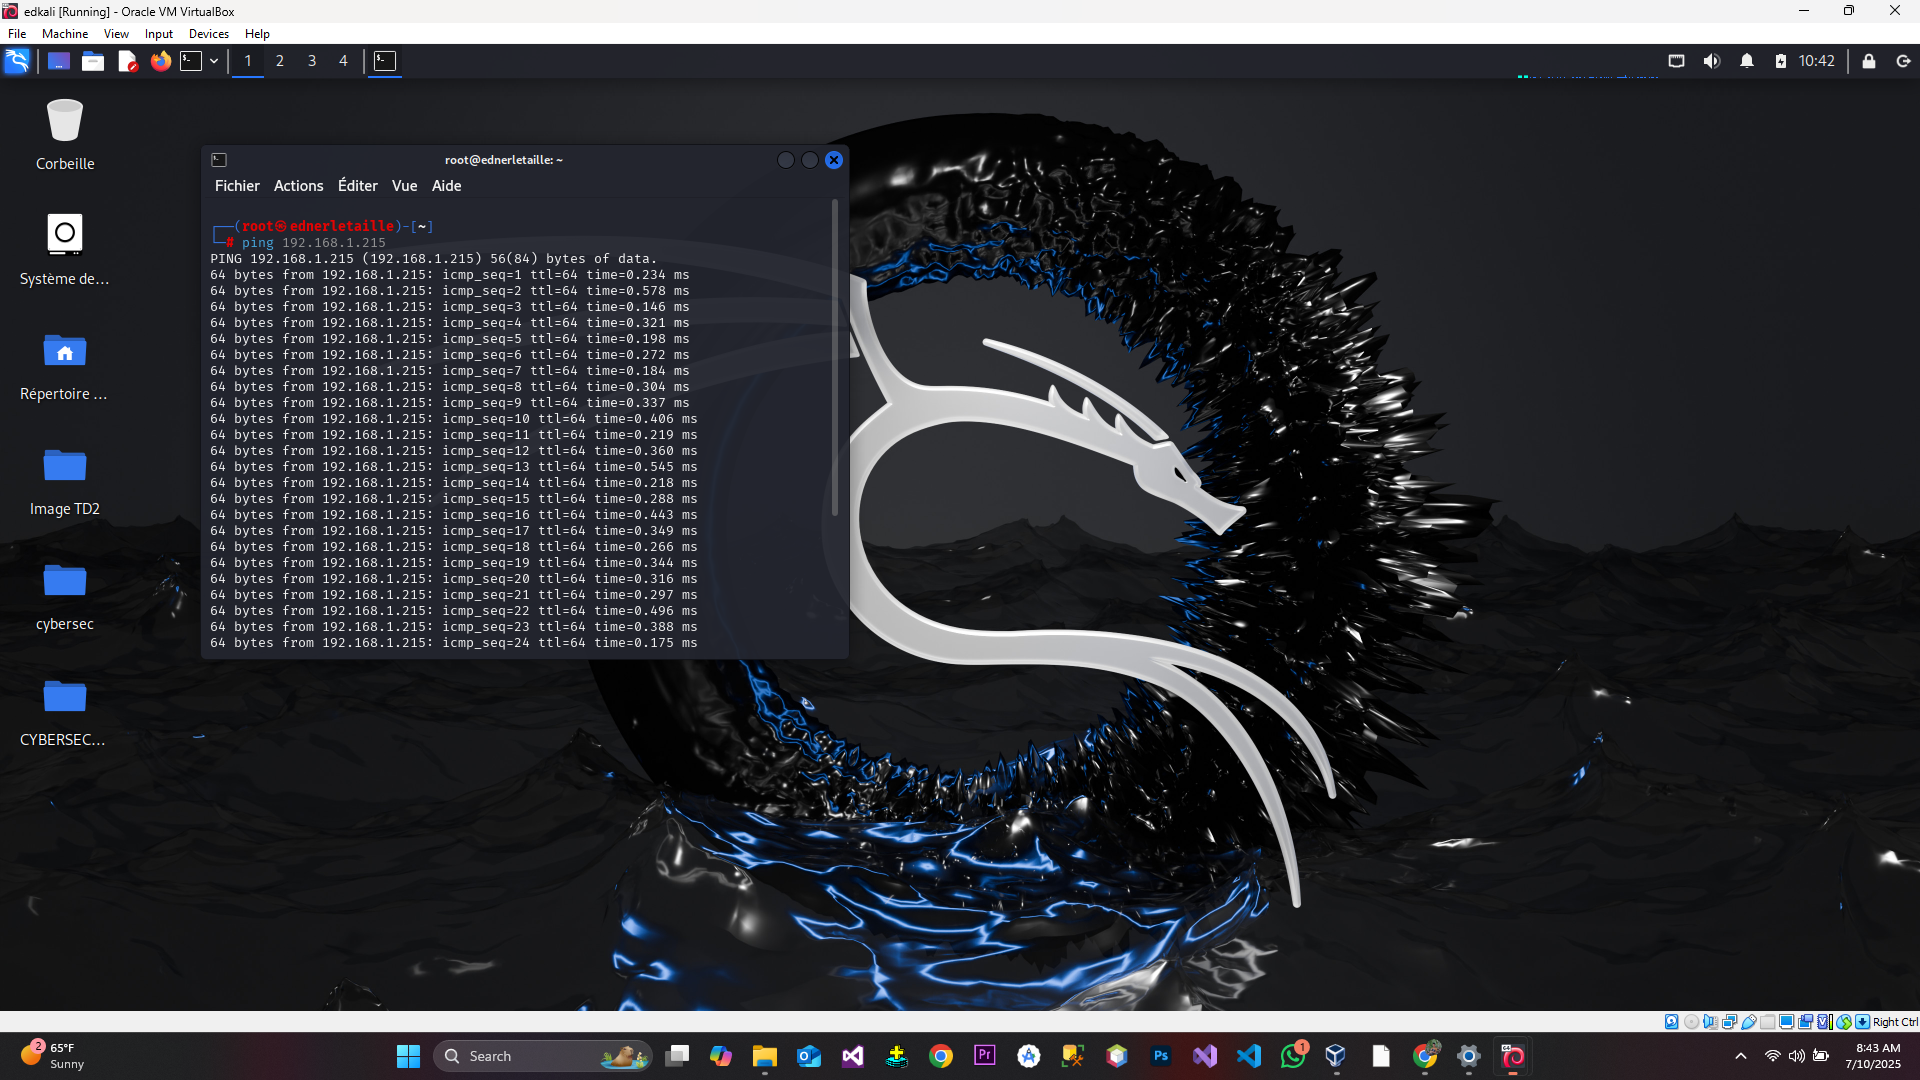 edkali [Running] - Oracle VM VirtualBox
File Machine View Input Devices Help
1 2 3 4
10:42
Corbeille
Système de...
Répertoire ...
Image TD2
cybersec
CYBERSEC...
root@ednerletaille: ~
Fichier Actions Éditer Vue Aide
┌──(root㉿ednerletaille)-[~]
└─# ping 192.168.1.215
PING 192.168.1.215 (192.168.1.215) 56(84) bytes of data.
64 bytes from 192.168.1.215: icmp_seq=1 ttl=64 time=0.234 ms
64 bytes from 192.168.1.215: icmp_seq=2 ttl=64 time=0.578 ms
64 bytes from 192.168.1.215: icmp_seq=3 ttl=64 time=0.146 ms
64 bytes from 192.168.1.215: icmp_seq=4 ttl=64 time=0.321 ms
64 bytes from 192.168.1.215: icmp_seq=5 ttl=64 time=0.198 ms
64 bytes from 192.168.1.215: icmp_seq=6 ttl=64 time=0.272 ms
64 bytes from 192.168.1.215: icmp_seq=7 ttl=64 time=0.184 ms
64 bytes from 192.168.1.215: icmp_seq=8 ttl=64 time=0.304 ms
64 bytes from 192.168.1.215: icmp_seq=9 ttl=64 time=0.337 ms
64 bytes from 192.168.1.215: icmp_seq=10 ttl=64 time=0.406 ms
64 bytes from 192.168.1.215: icmp_seq=11 ttl=64 time=0.219 ms
64 bytes from 192.168.1.215: icmp_seq=12 ttl=64 time=0.360 ms
64 bytes from 192.168.1.215: icmp_seq=13 ttl=64 time=0.545 ms
64 bytes from 192.168.1.215: icmp_seq=14 ttl=64 time=0.218 ms
64 bytes from 192.168.1.215: icmp_seq=15 ttl=64 time=0.288 ms
64 bytes from 192.168.1.215: icmp_seq=16 ttl=64 time=0.443 ms
64 bytes from 192.168.1.215: icmp_seq=17 ttl=64 time=0.349 ms
64 bytes from 192.168.1.215: icmp_seq=18 ttl=64 time=0.266 ms
64 bytes from 192.168.1.215: icmp_seq=19 ttl=64 time=0.344 ms
64 bytes from 192.168.1.215: icmp_seq=20 ttl=64 time=0.316 ms
64 bytes from 192.168.1.215: icmp_seq=21 ttl=64 time=0.297 ms
64 bytes from 192.168.1.215: icmp_seq=22 ttl=64 time=0.496 ms
64 bytes from 192.168.1.215: icmp_seq=23 ttl=64 time=0.388 ms
64 bytes from 192.168.1.215: icmp_seq=24 ttl=64 time=0.175 ms
Right Ctrl
2
65°F
Sunny
Search
Pr
Ps
1
8:43 AM
7/10/2025